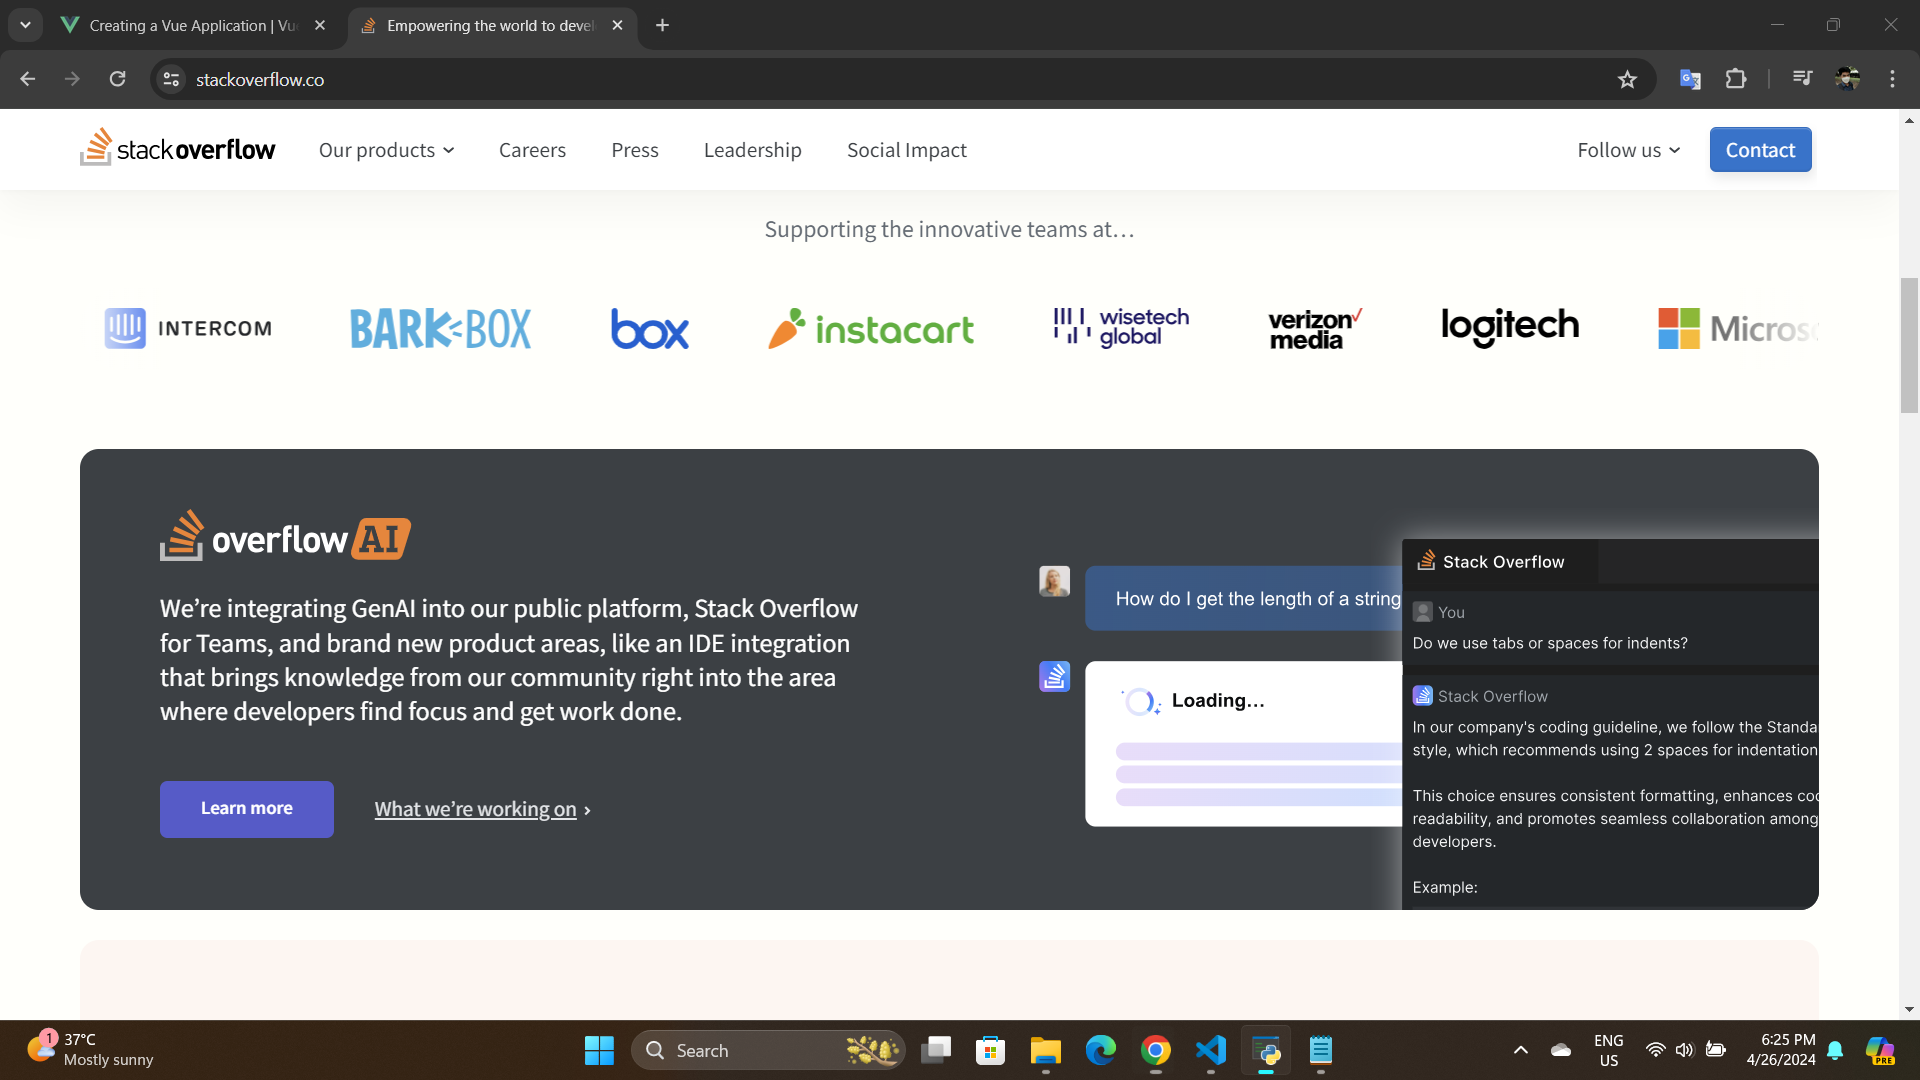 Creating a Vue Application | Vu
Empowering the world to devel
stackoverflow.co
stackoverflow
Our products
Careers
Press
Leadership
Social Impact
Follow us
Contact
Supporting the innovative teams at…
INTERCOM
BARK BOX
box
instacart
wisetech
global
verizon
media
logitech
Micros
overflow AI
We’re integrating GenAI into our public platform, Stack Overflow
for Teams, and brand new product areas, like an IDE integration
that brings knowledge from our community right into the area
where developers find focus and get work done.
Learn more
What we’re working on ›
How do I get the length of a string
Loading…
Stack Overflow
You
Do we use tabs or spaces for indents?
Stack Overflow
In our company's coding guideline, we follow the Standa
style, which recommends using 2 spaces for indentation
This choice ensures consistent formatting, enhances co
readability, and promotes seamless collaboration among
developers.
Example:
1
37°C
Mostly sunny
Search
ENG
US
6:25 PM
4/26/2024
PRE